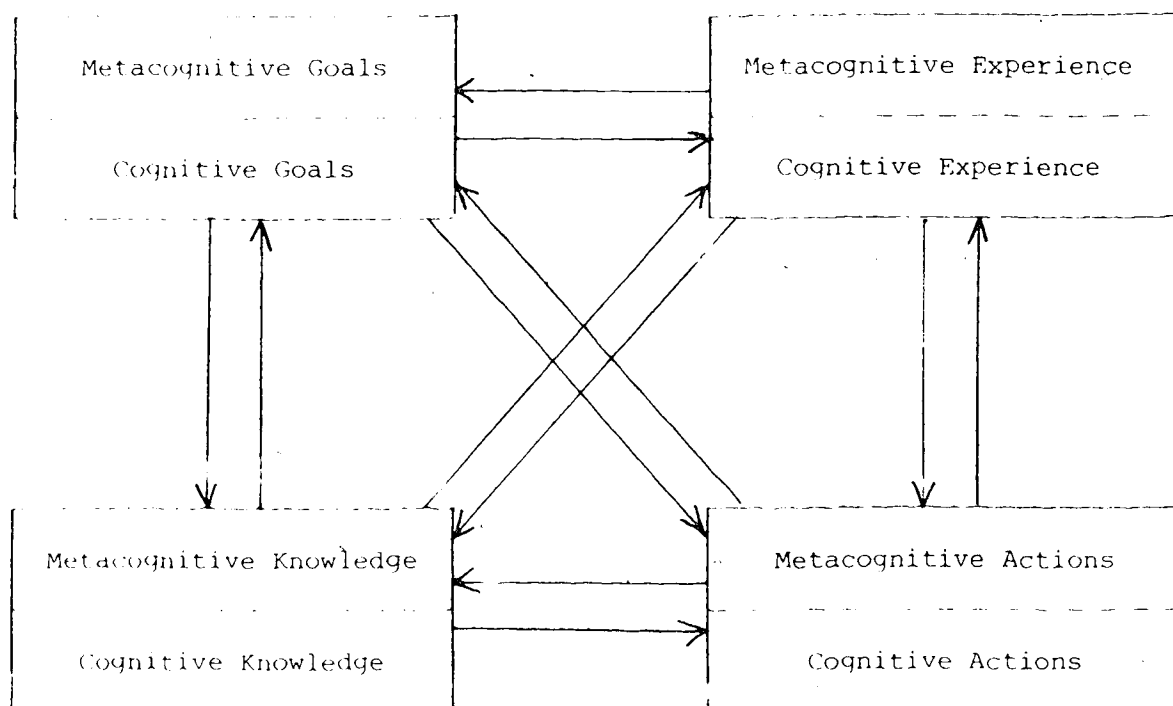 Metacognitive Goals
Metacognitive Experience
Cognitive Goals
Cognitive Experience
Metacognitive Knowledge
Metacognitive Actions
Cognitive Knowledge
Cognitive Actions